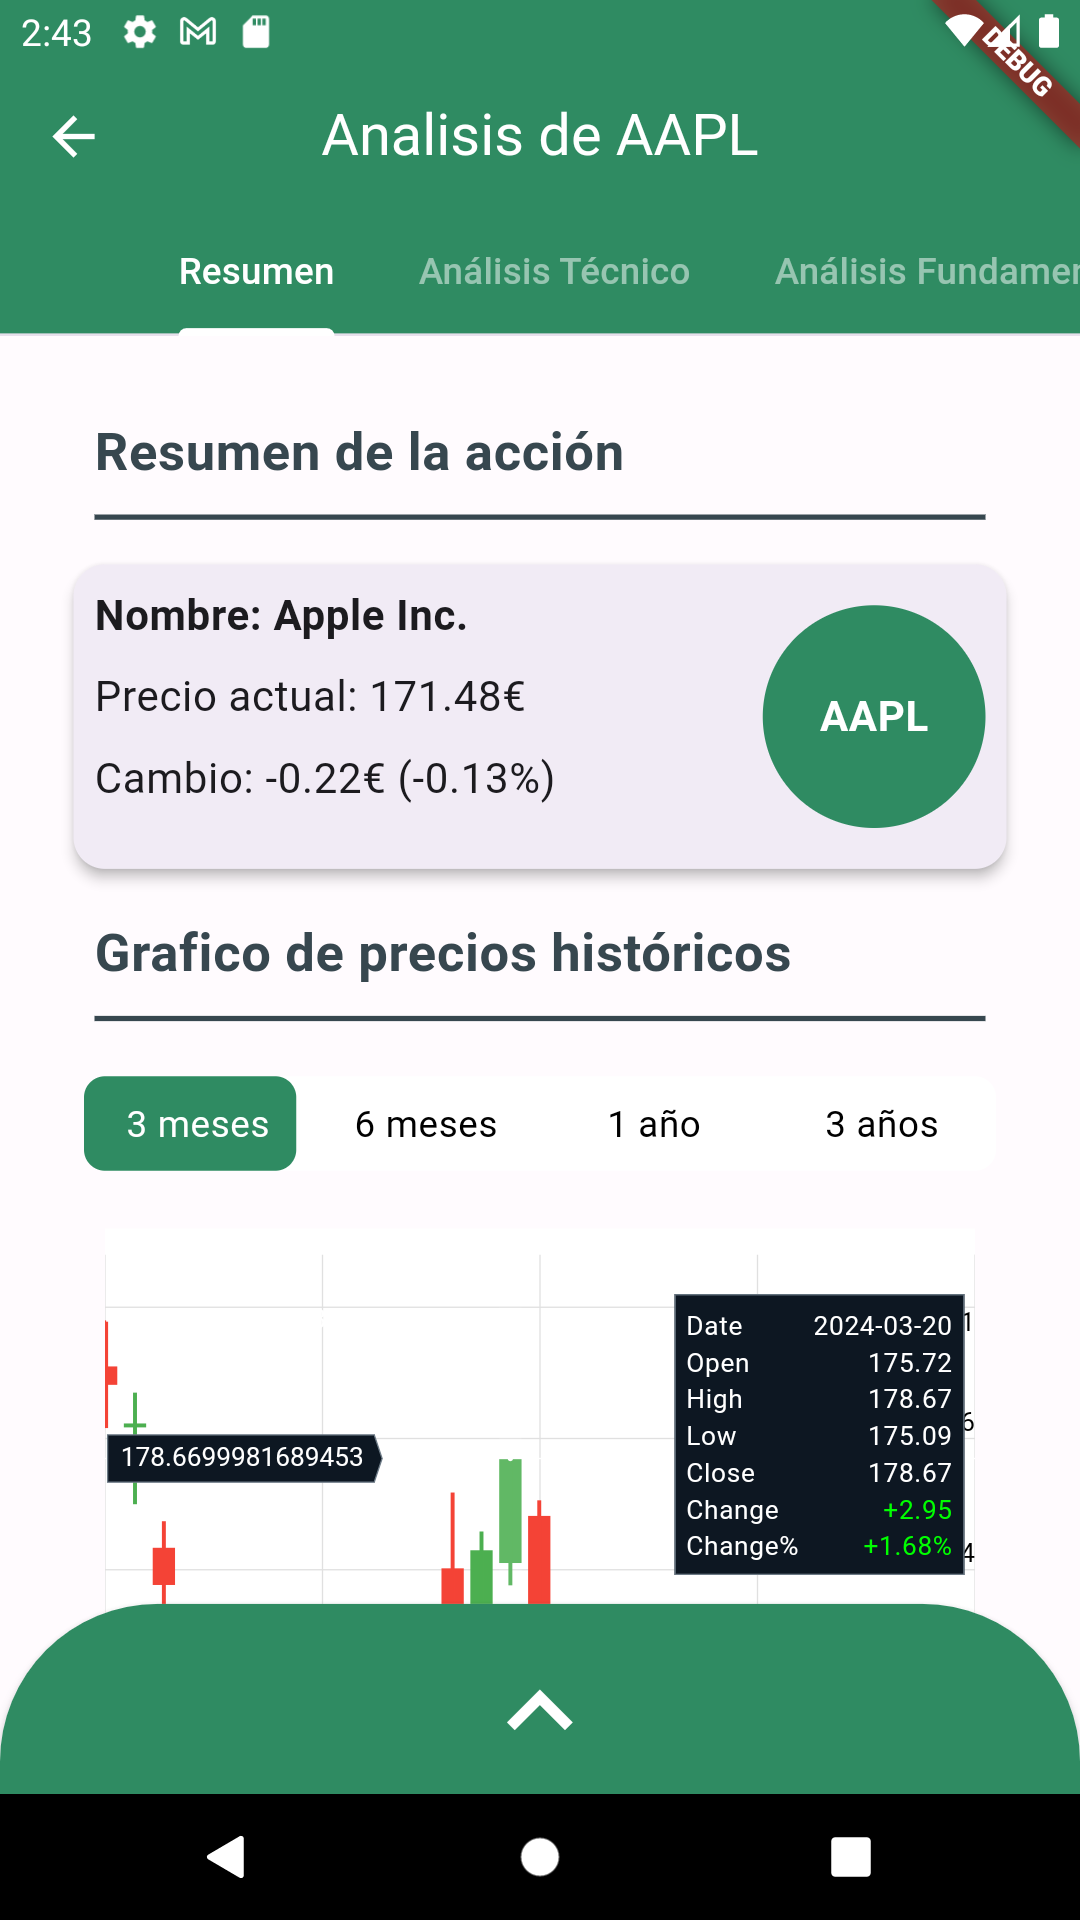 2:43
DEBUG
Analisis de AAPL
Resumen
Análisis Técnico
Análisis Fundamen
Resumen de la acción
Nombre: Apple Inc.
Precio actual: 171.48€
Cambio: -0.22€ (-0.13%)
AAPL
Grafico de precios históricos
3 meses
6 meses
1 año
3 años
Date 2024-03-20
Open 175.72
High 178.67
Low 175.09
Close 178.67
Change +2.95
Change% +1.68%
1
6
4
178.6699981689453